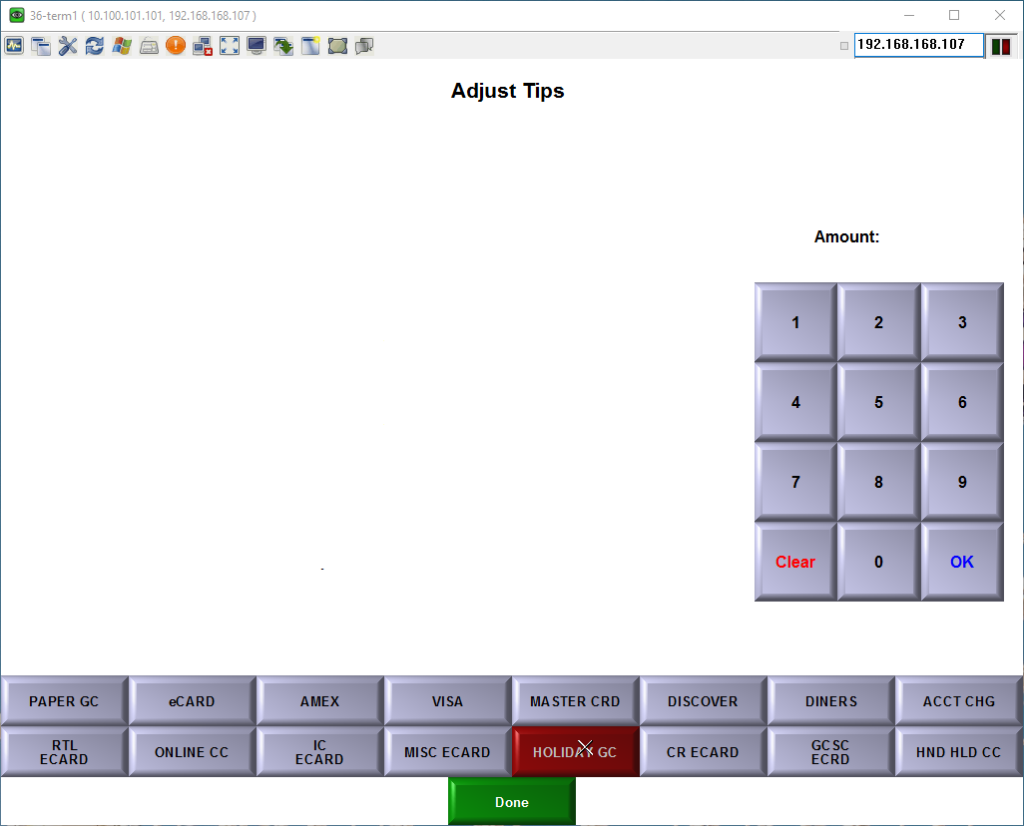 36-term1 ( 10.100.101.101, 192.168.168.107 )
192.168.168.107
Adjust Tips
Amount:
1 2 3
4 5 6
7 8 9
Clear 0 OK
PAPER GC eCARD AMEX VISA MASTER CRD DISCOVER DINERS ACCT CHG
RTL ECARD ONLINE CC IC ECARD MISC ECARD HOLIDAY GC CR ECARD GC SC ECRD HND HLD CC
Done